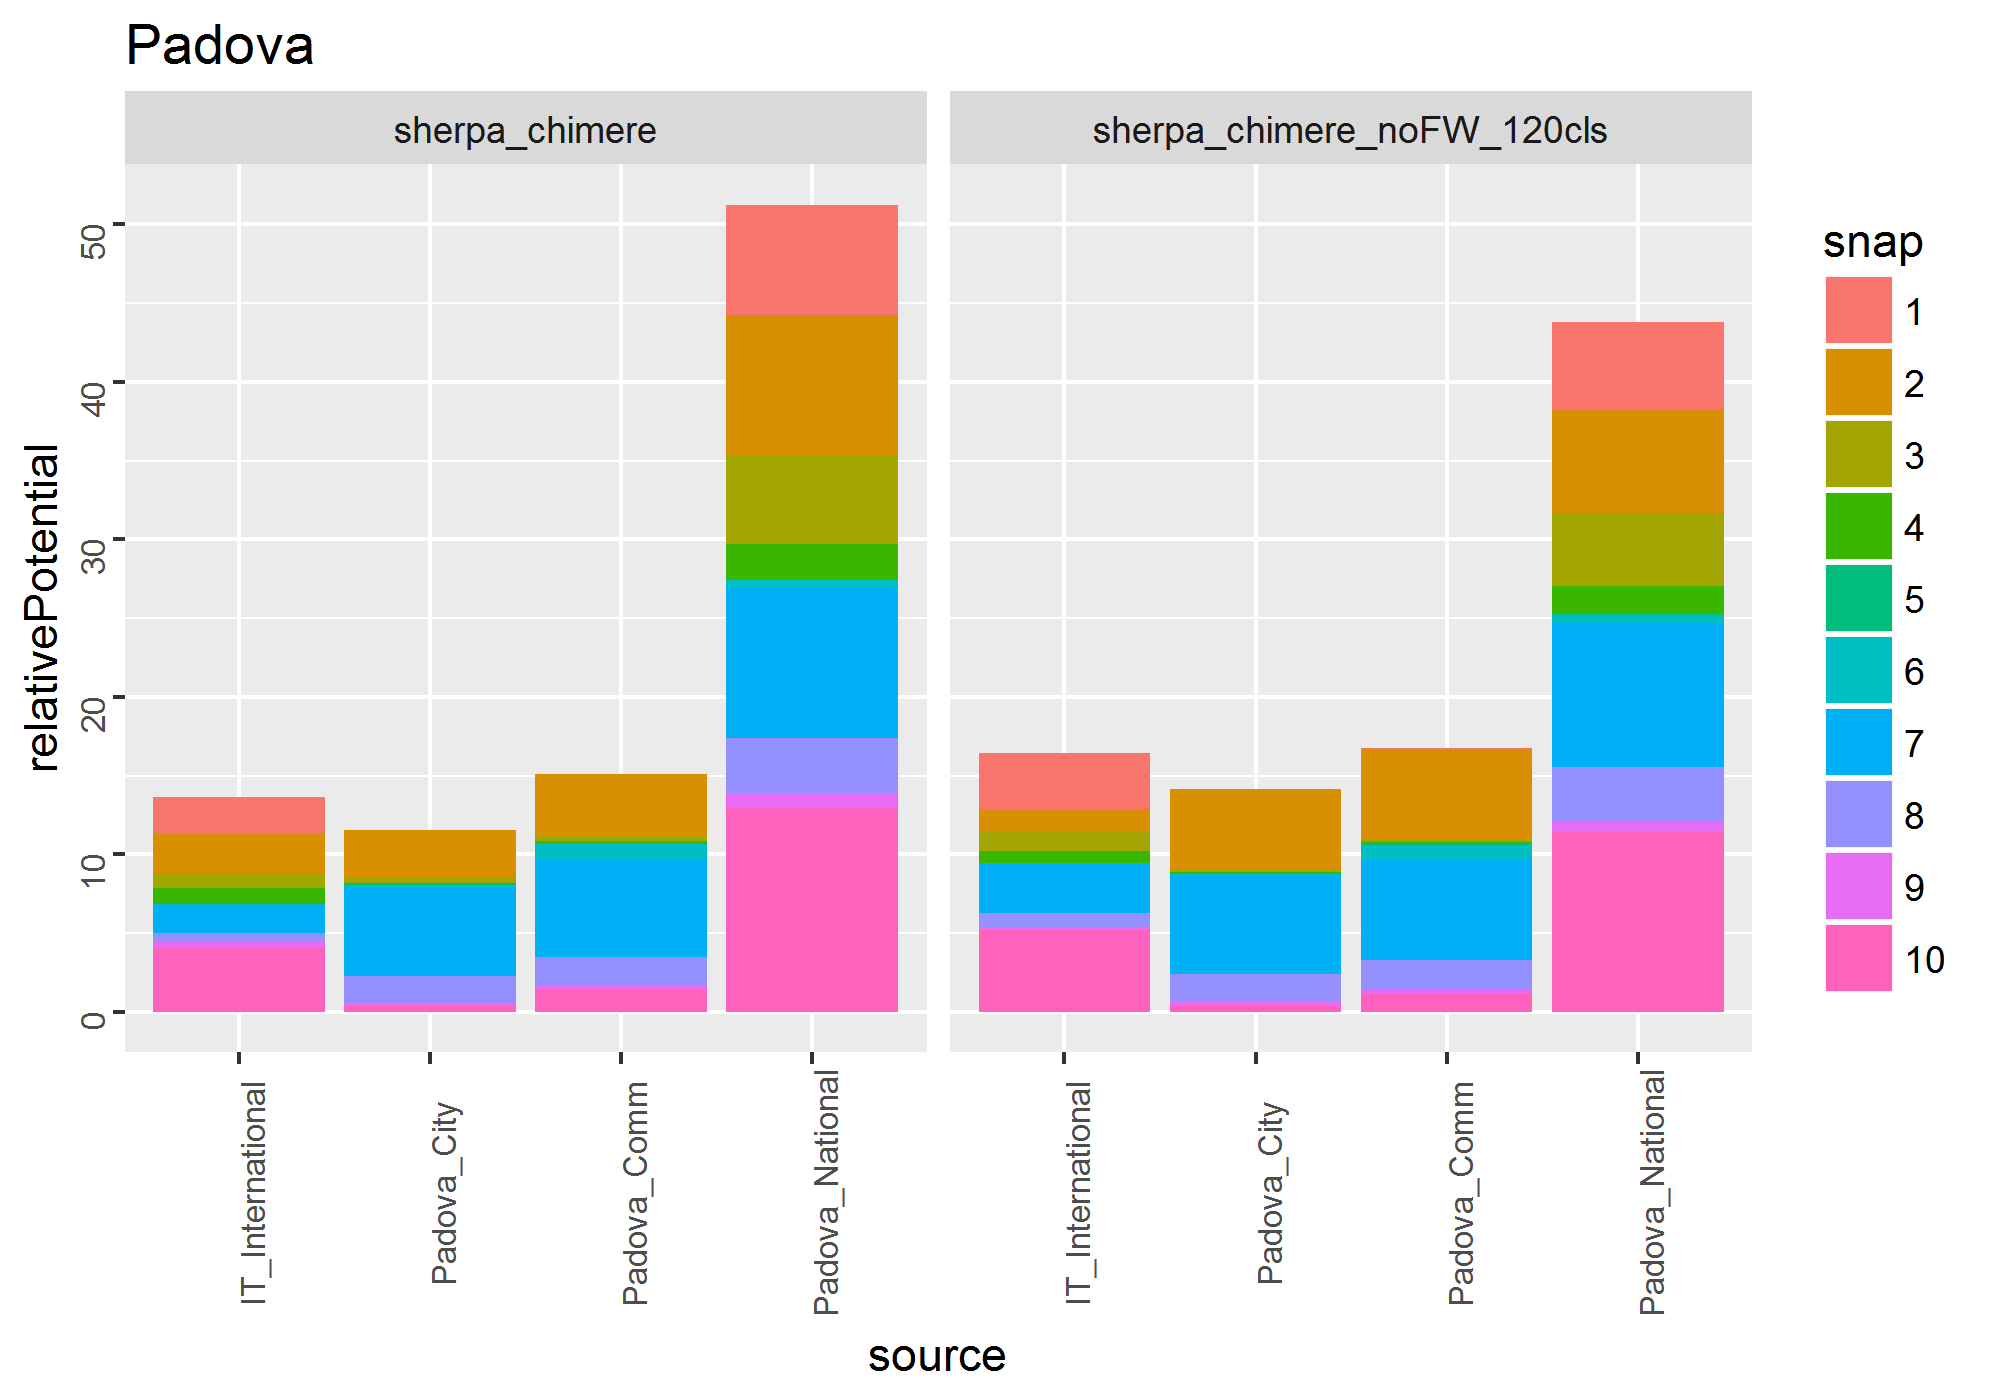 Padova
sherpa_chimere
sherpa_chimere_noFW_120cls
relativePotential
50
40
30
20
10
0
IT_International
Padova_City
Padova_Comm
Padova_National
IT_International
Padova_City
Padova_Comm
Padova_National
source
snap
1
2
3
4
5
6
7
8
9
10